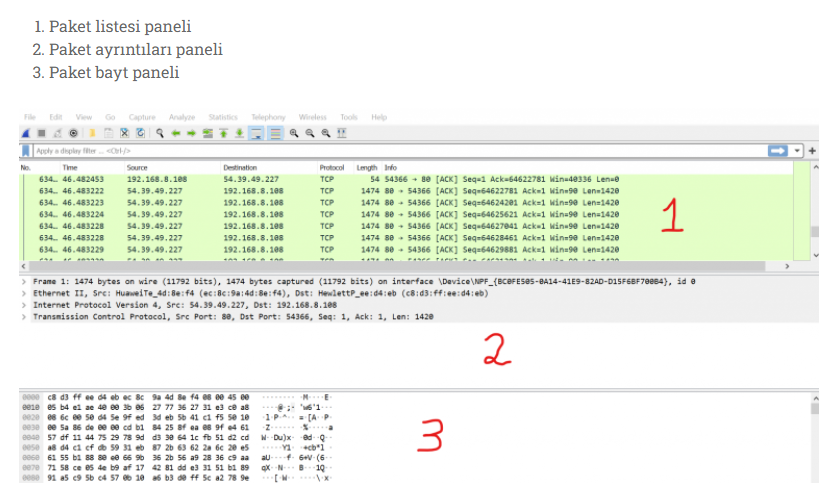 1. Paket listesi paneli
2. Paket ayrıntıları paneli
3. Paket bayt paneli
File Edit View Go Capture Analyze Statistics Telephony Wireless Tools Help
Apply a display filter ... <Ctrl-/>
No. Time Source Destination Protocol Length Info
634… 46.482453 192.168.8.108 54.39.49.227 TCP 54 54366 → 80 [ACK] Seq=1 Ack=64622781 Win=40336 Len=0
634… 46.483222 54.39.49.227 192.168.8.108 TCP 1474 80 → 54366 [ACK] Seq=64622781 Ack=1 Win=90 Len=1420
634… 46.483223 54.39.49.227 192.168.8.108 TCP 1474 80 → 54366 [ACK] Seq=64624201 Ack=1 Win=90 Len=1420
634… 46.483224 54.39.49.227 192.168.8.108 TCP 1474 80 → 54366 [ACK] Seq=64625621 Ack=1 Win=90 Len=1420
634… 46.483228 54.39.49.227 192.168.8.108 TCP 1474 80 → 54366 [ACK] Seq=64627041 Ack=1 Win=90 Len=1420
634… 46.483228 54.39.49.227 192.168.8.108 TCP 1474 80 → 54366 [ACK] Seq=64628461 Ack=1 Win=90 Len=1420
634… 46.483229 54.39.49.227 192.168.8.108 TCP 1474 80 → 54366 [ACK] Seq=64629881 Ack=1 Win=90 Len=1420
1
> Frame 1: 1474 bytes on wire (11792 bits), 1474 bytes captured (11792 bits) on interface \Device\NPF_{BC0FE505-0A14-41E9-82AD-D15F6BF700B4}, id 0
> Ethernet II, Src: HuaweiTe_4d:8e:f4 (ec:8c:9a:4d:8e:f4), Dst: HewlettP_ee:d4:eb (c8:d3:ff:ee:d4:eb)
> Internet Protocol Version 4, Src: 54.39.49.227, Dst: 192.168.8.108
> Transmission Control Protocol, Src Port: 80, Dst Port: 54366, Seq: 1, Ack: 1, Len: 1420
2
0000 c8 d3 ff ee d4 eb ec 8c 9a 4d 8e f4 08 00 45 00
0010 05 b4 e1 ae 40 00 3b 06 27 77 36 27 31 e3 c0 a8
0020 08 6c 00 50 d4 5e 9f ed 3d eb 5b 41 c1 f5 50 10
0030 00 5a 86 de 00 00 cd b1 84 25 8f ea 08 9f e4 61
0040 57 df 11 44 75 29 78 9d d3 30 64 1c fb 51 d2 cd
0050 a8 d4 c1 cf db 59 31 eb 87 2b 63 62 2a 6c 20 e5
0060 61 55 b1 88 80 e0 66 9b 36 2b 56 a9 28 36 c9 aa
0070 71 58 ce 05 4e b9 af 17 42 81 dd e3 31 51 b1 89
0080 91 a5 c9 5b c4 57 0b 10 a6 b3 d0 ff 5c a2 78 9e
3